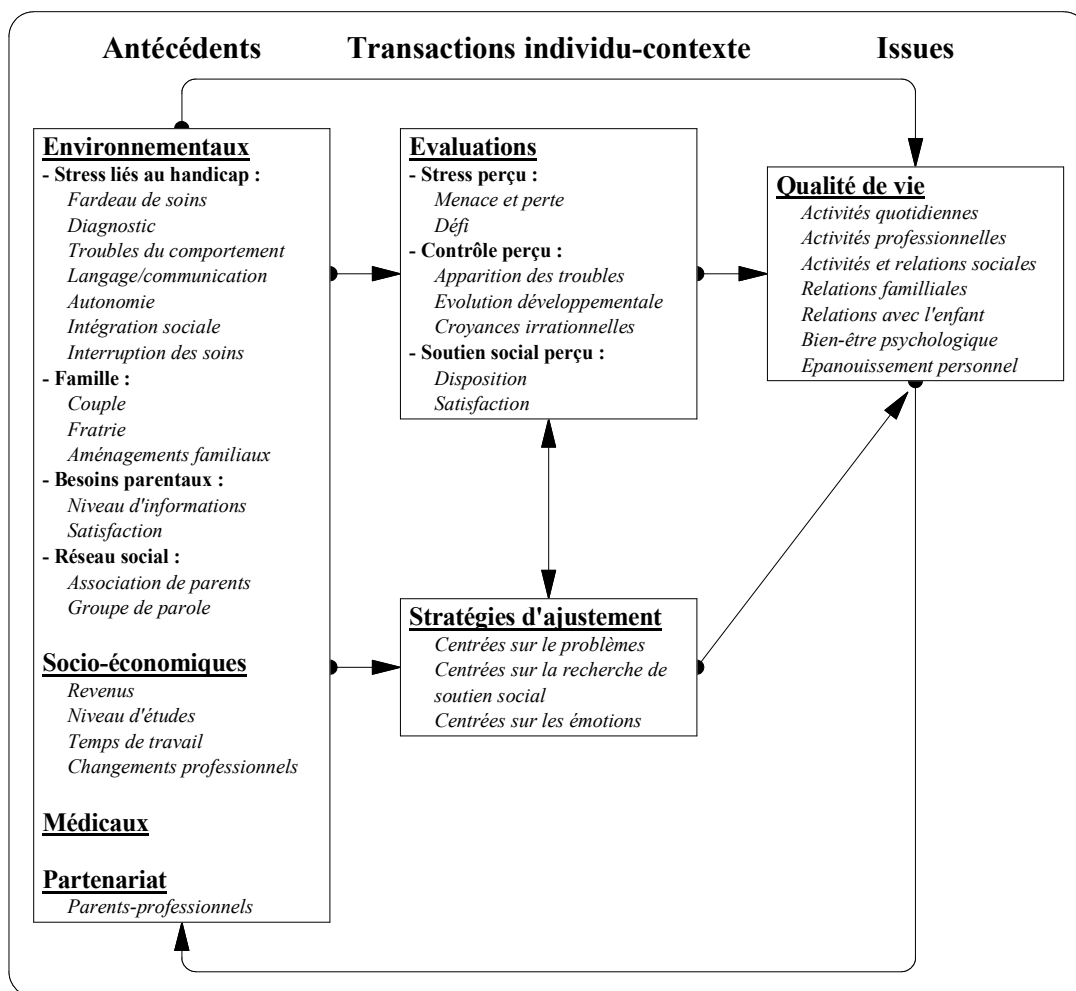 Antécédents
Transactions individu-contexte
Issues
Environnementaux
- Stress liés au handicap :
Fardeau de soins
Diagnostic
Troubles du comportement
Langage/communication
Autonomie
Intégration sociale
Interruption des soins
- Famille :
Couple
Fratrie
Aménagements familiaux
- Besoins parentaux :
Niveau d'informations
Satisfaction
- Réseau social :
Association de parents
Groupe de parole
Socio-économiques
Revenus
Niveau d'études
Temps de travail
Changements professionnels
Médicaux
Partenariat
Parents-professionnels
Evaluations
- Stress perçu :
Menace et perte
Défi
- Contrôle perçu :
Apparition des troubles
Evolution développementale
Croyances irrationnelles
- Soutien social perçu :
Disposition
Satisfaction
Stratégies d'ajustement
Centrées sur le problèmes
Centrées sur la recherche de
soutien social
Centrées sur les émotions
Qualité de vie
Activités quotidiennes
Activités professionnelles
Activités et relations sociales
Relations familliales
Relations avec l'enfant
Bien-être psychologique
Epanouissement personnel